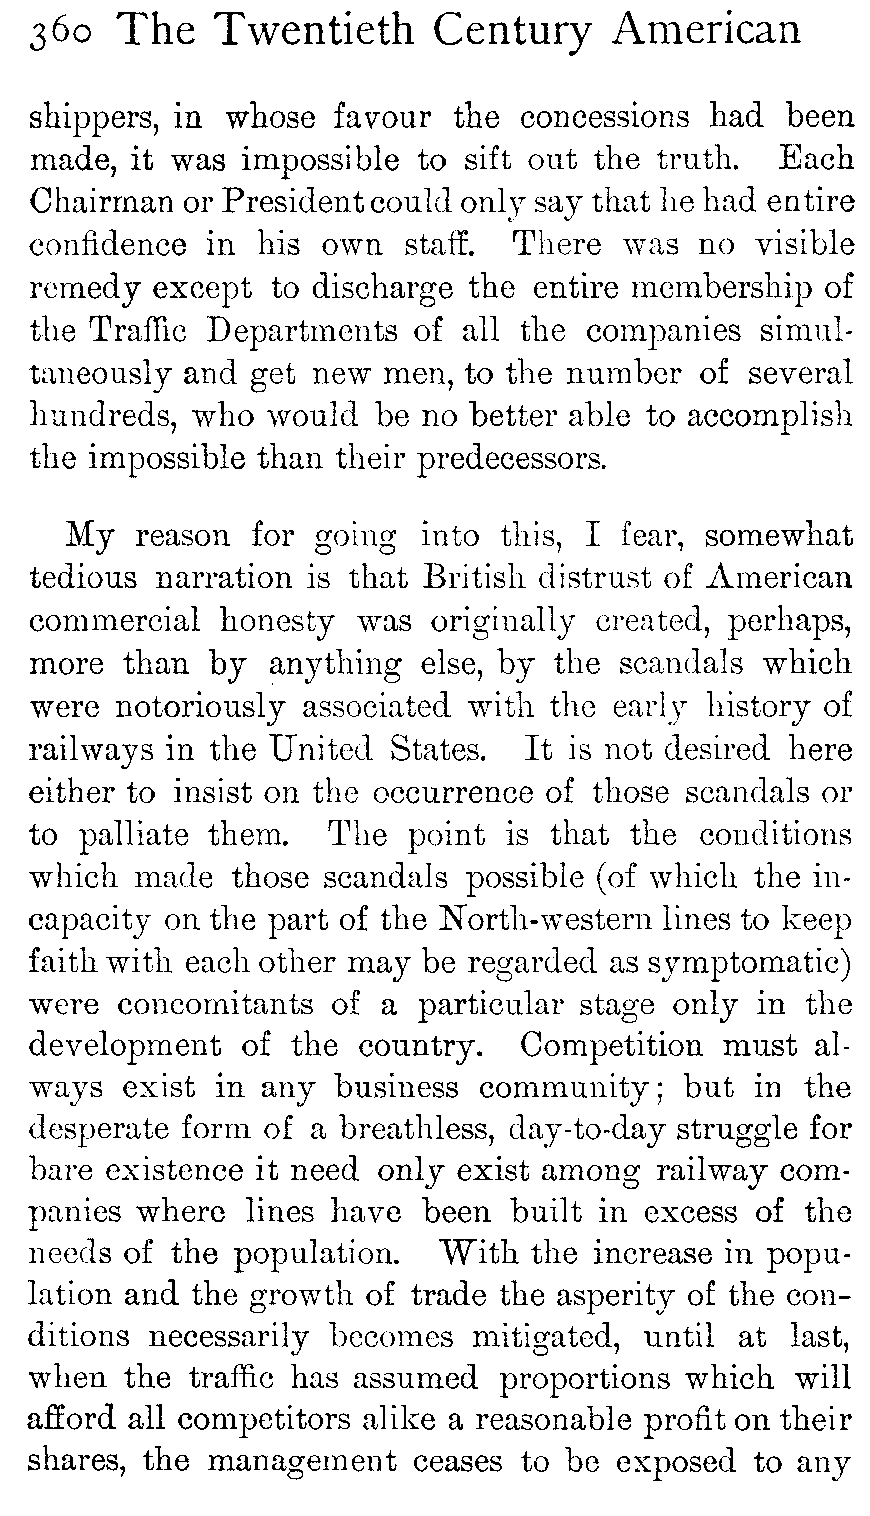 360 The Twentieth Century American
shippers, in whose favour the concessions had been
made, it was impossible to sift out the truth. Each
Chairman or President could only say that he had entire
confidence in his own staff. There was no visible
remedy except to discharge the entire membership of
the Traffic Departments of all the companies simul-
taneously and get new men, to the number of several
hundreds, who would be no better able to accomplish
the impossible than their predecessors.
My reason for going into this, I fear, somewhat
tedious narration is that British distrust of American
commercial honesty was originally created, perhaps,
more than by anything else, by the scandals which
were notoriously associated with the early history of
railways in the United States. It is not desired here
either to insist on the occurrence of those scandals or
to palliate them. The point is that the conditions
which made those scandals possible (of which the in-
capacity on the part of the North-western lines to keep
faith with each other may be regarded as symptomatic)
were concomitants of a particular stage only in the
development of the country. Competition must al-
ways exist in any business community; but in the
desperate form of a breathless, day-to-day struggle for
bare existence it need only exist among railway com-
panies where lines have been built in excess of the
needs of the population. With the increase in popu-
lation and the growth of trade the asperity of the con-
ditions necessarily becomes mitigated, until at last,
when the traffic has assumed proportions which will
afford all competitors alike a reasonable profit on their
shares, the management ceases to be exposed to any